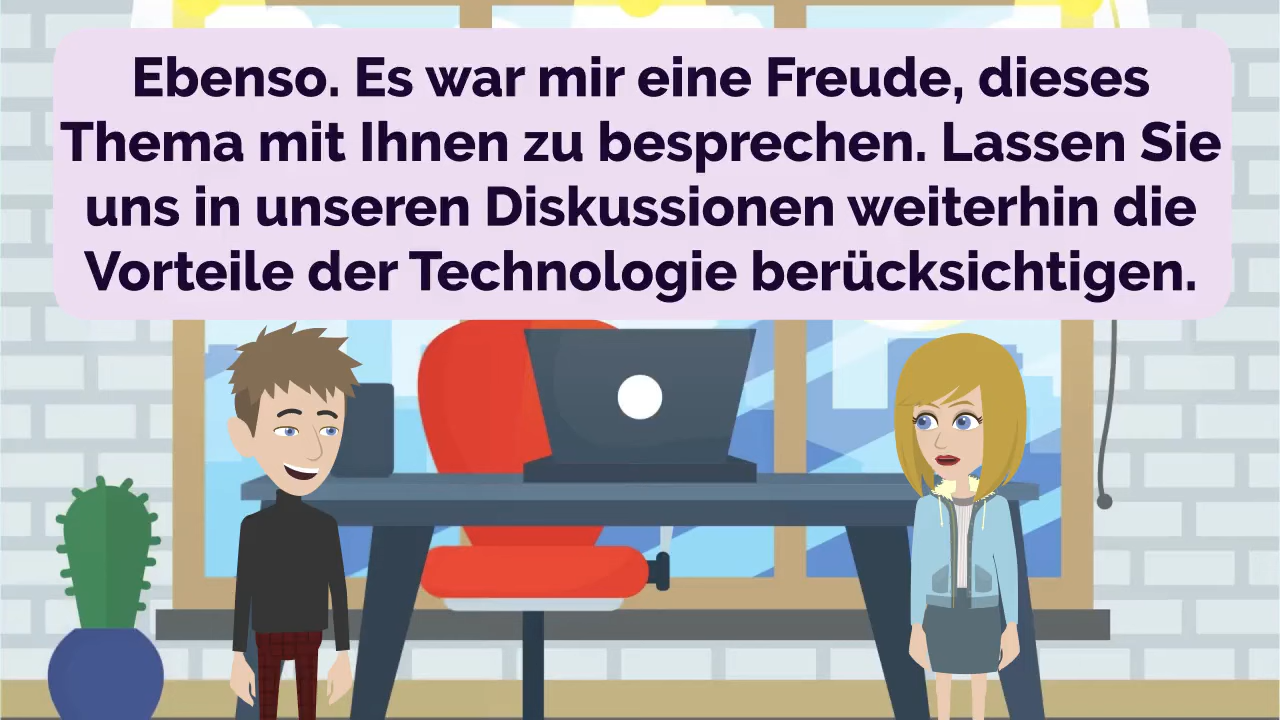 Ebenso. Es war mir eine Freude, dieses
Thema mit Ihnen zu besprechen. Lassen Sie
uns in unseren Diskussionen weiterhin die
Vorteile der Technologie berücksichtigen.